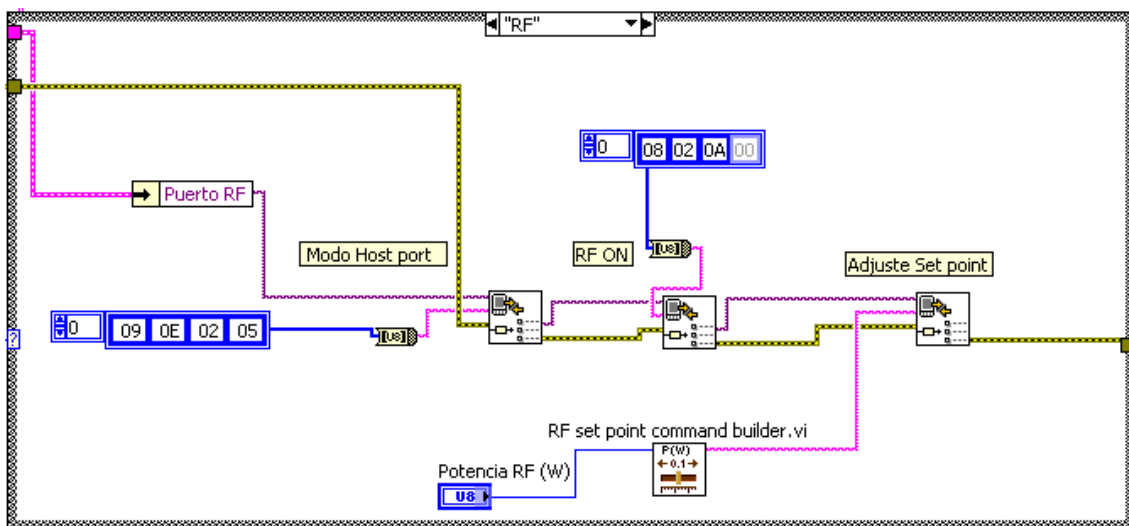 "RF"
0 08 02 0A 00
Puerto RF
Modo Host port
RF ON
[U8]
Adjuste Set point
0 09 0E 02 05
[U8]
?
RF set point command builder.vi
P(W)
0.1
Potencia RF (W)
U8